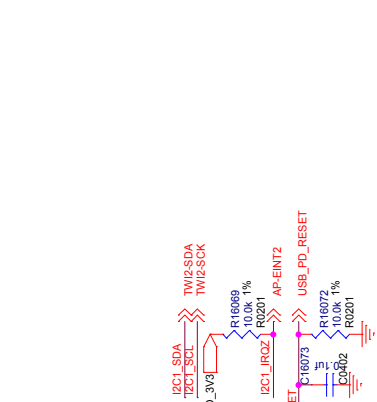 TWI2-SDA
TWI2-SCK
I2C1_SDA
I2C1_SCL
_3V3
R16069
10.0k 1%
R0201
AP-EINT2
I2C1_IRQZ
USB_PD_RESET
R16072
10.0k 1%
R0201
C16073
0.1uf
C0402
ET